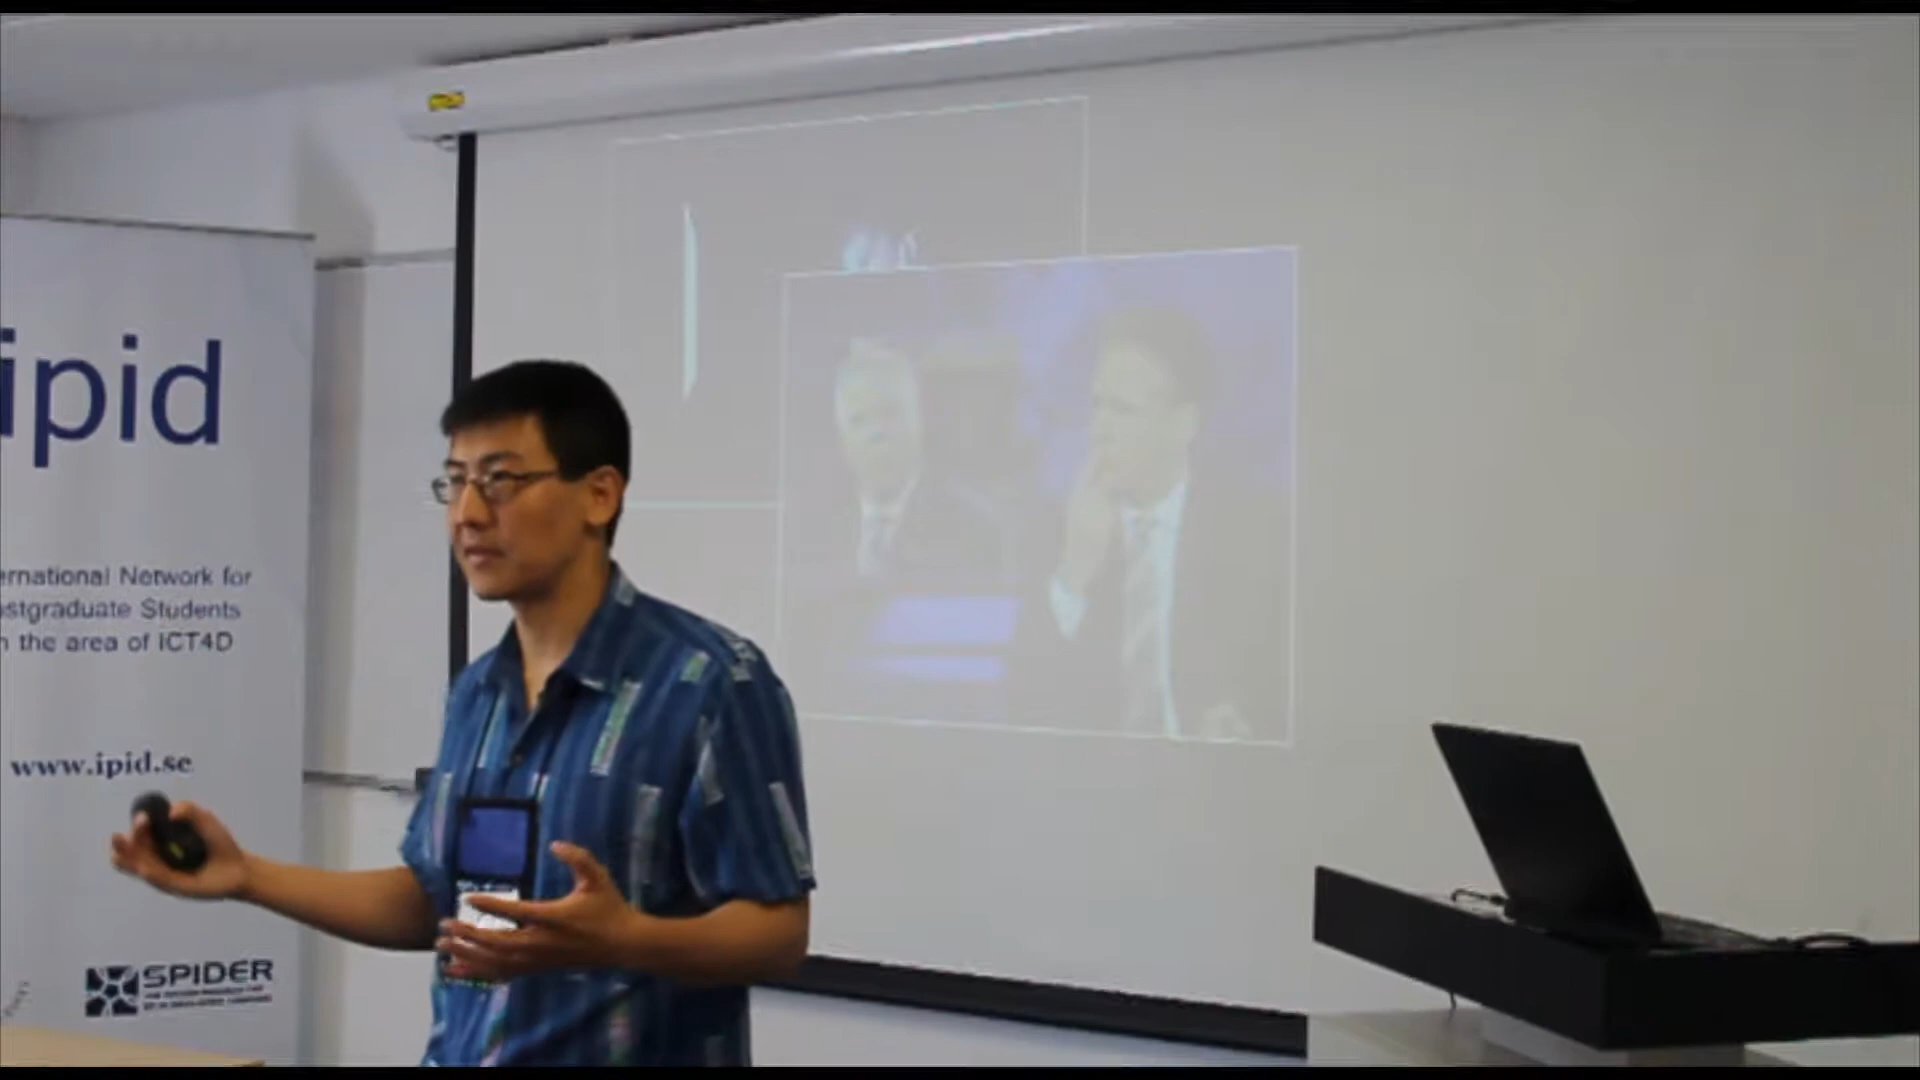 ipid
ernational Network for
stgraduate Students
n the area of ICT4D
www.ipid.se
SPIDER